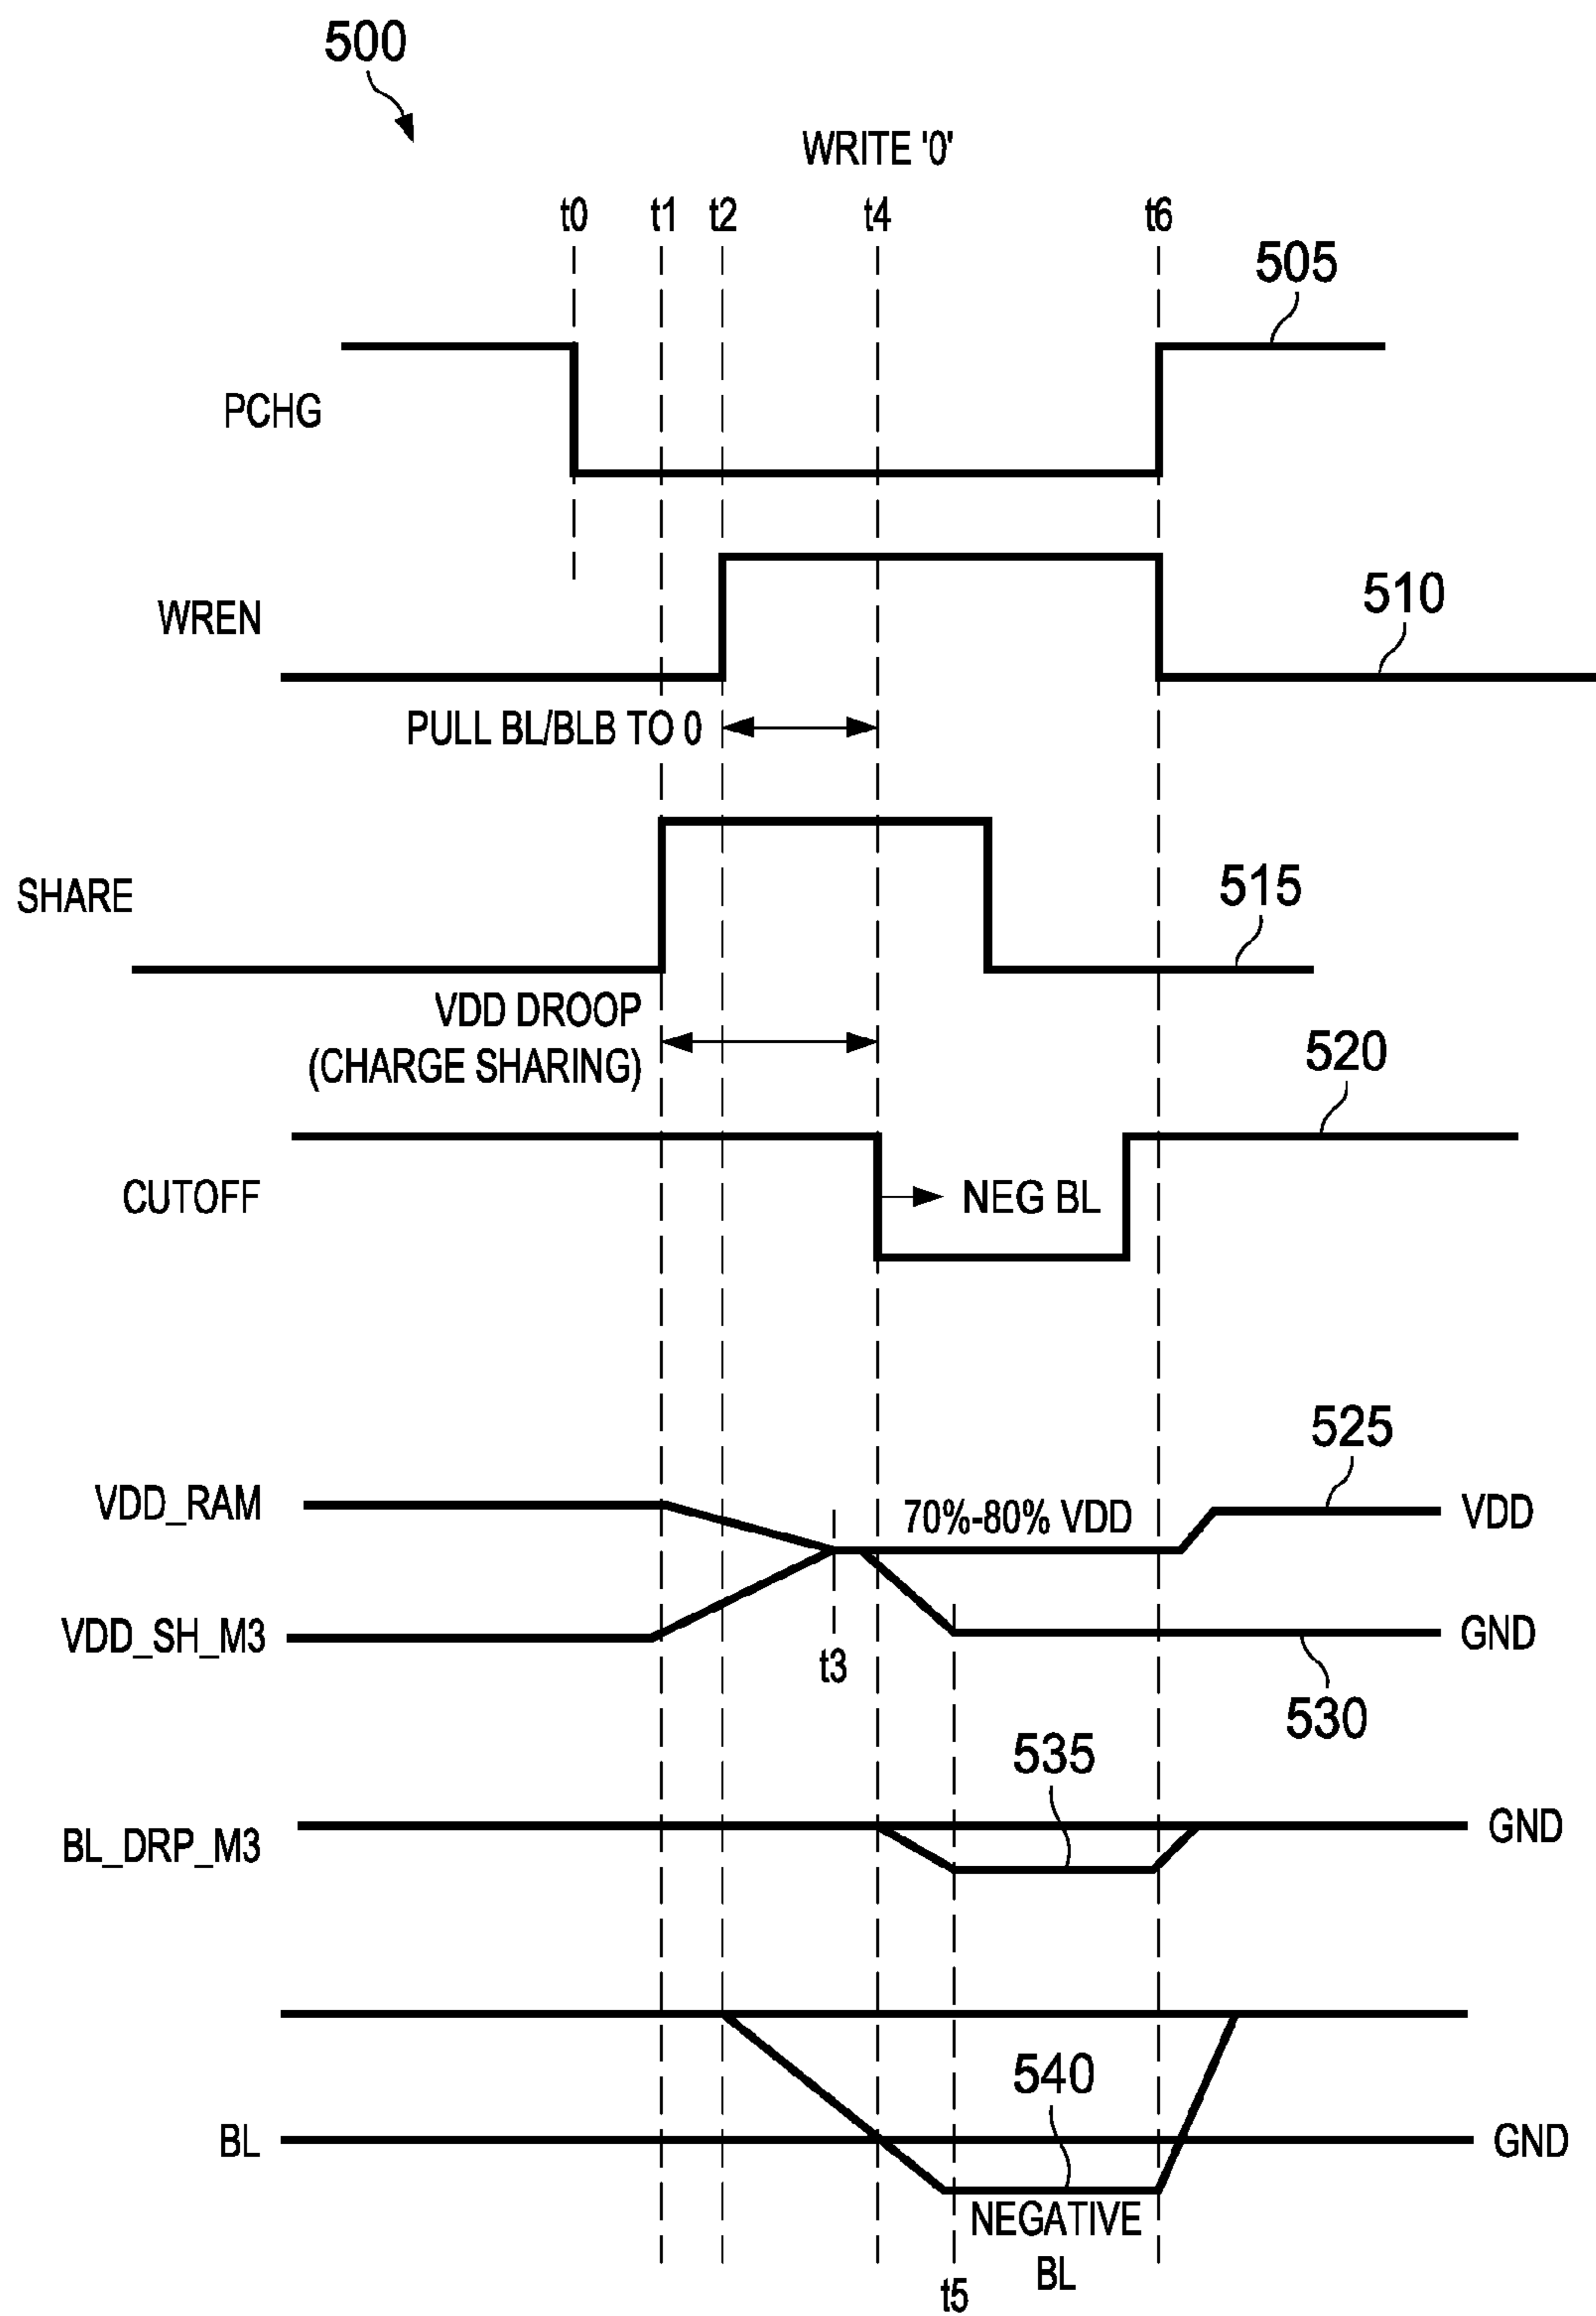 500
WRITE '0'
t0 t1 t2 t4 t6
505
PCHG
510
WREN
PULL BL/BLB TO 0
515
SHARE
VDD DROOP
(CHARGE SHARING)
520
CUTOFF
NEG BL
525
VDD_RAM
70%-80% VDD
VDD
VDD_SH_M3
GND
t3
530
535
BL_DRP_M3
GND
540
BL
GND
NEGATIVE
BL
t5